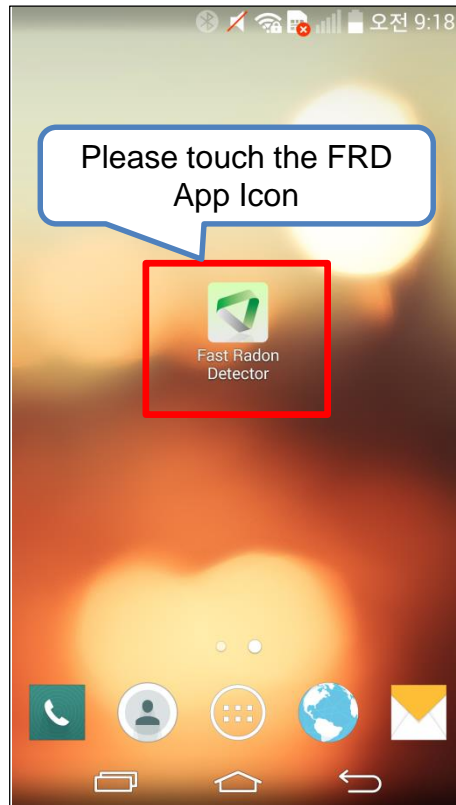 오전 9:18
Please touch the FRD
App Icon
Fast Radon
Detector